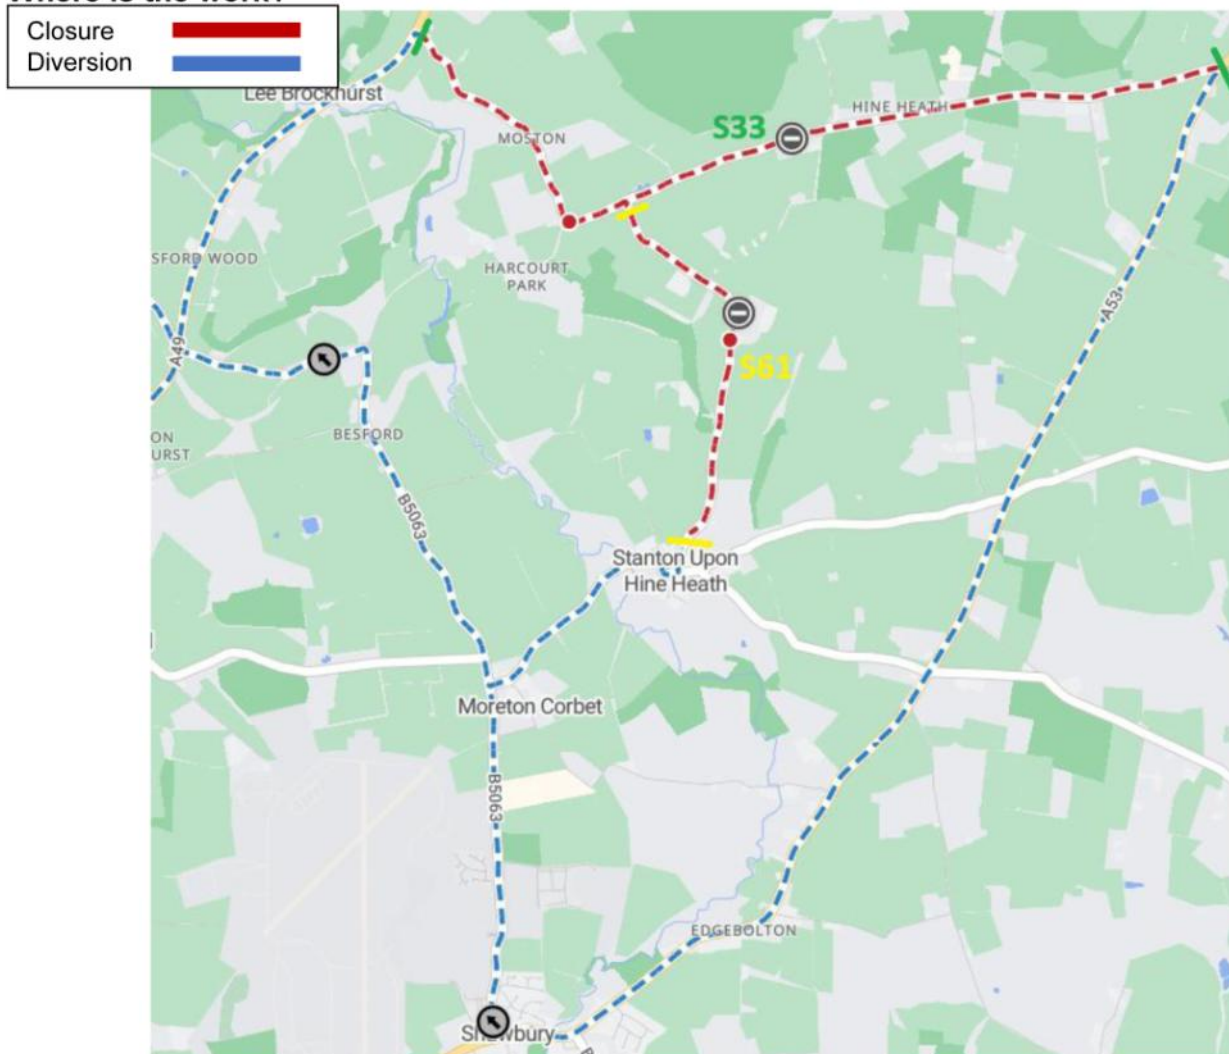 Closure
Diversion
Lee Brockhurst
MOSTON
S33
HINE HEATH
SFORD WOOD
HARCOURT
PARK
A53
A49
S61
BESFORD
ON
URST
B5063
Stanton Upon
Hine Heath
Moreton Corbet
B5063
EDGEBOLTON